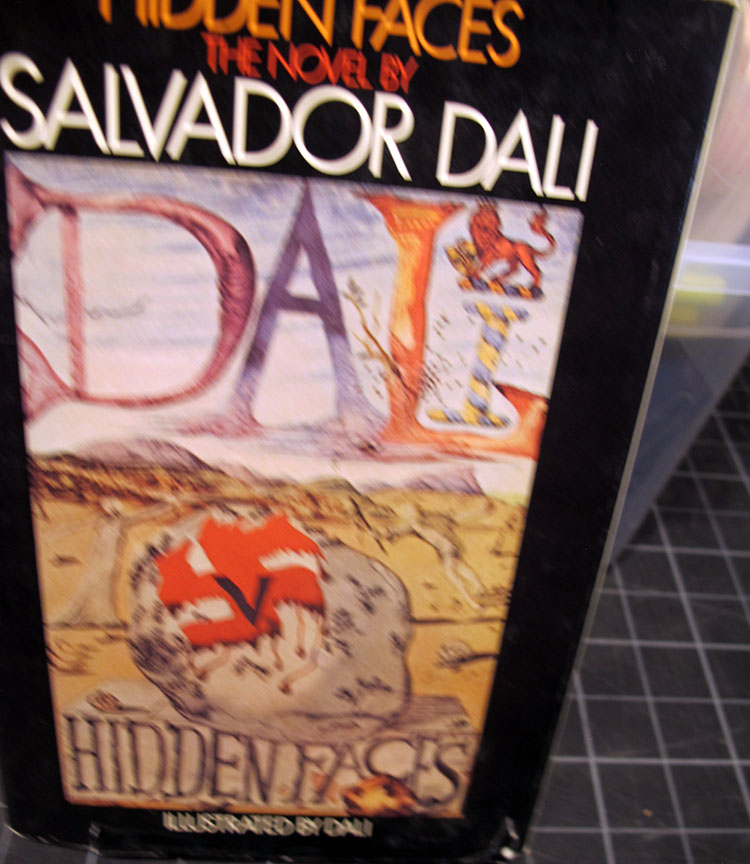 HIDDEN FACES
THE NOVEL BY
SALVADOR DALI
DALI
V
HIDDEN FACES
ILLUSTRATED BY DALI